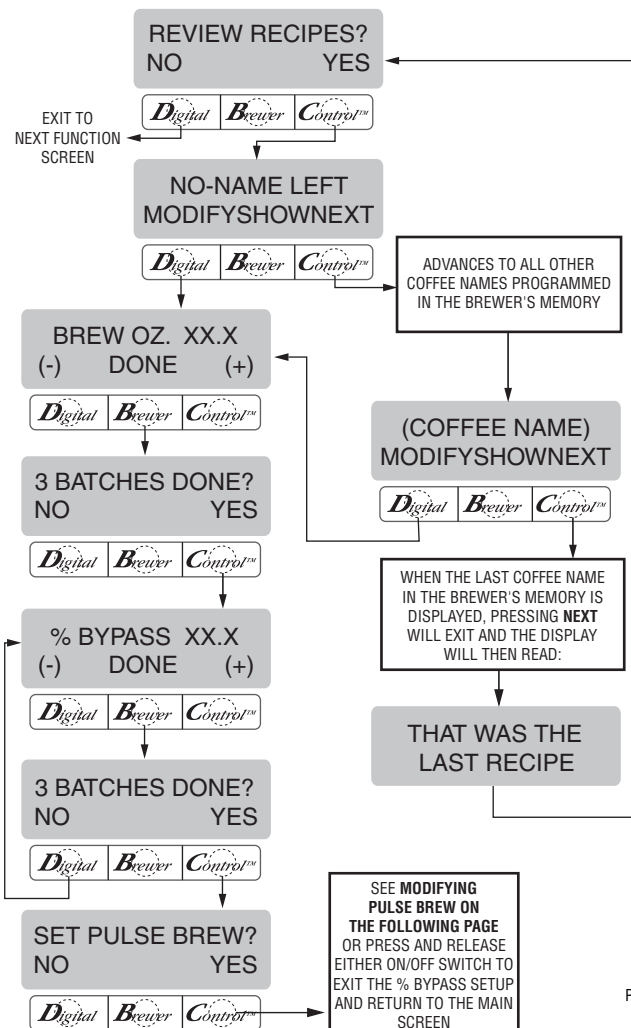 REVIEW RECIPES?
NO YES
Digital Brewer Control™
EXIT TO
NEXT FUNCTION
SCREEN
NO-NAME LEFT
MODIFYSHOWNEXT
Digital Brewer Control™
ADVANCES TO ALL OTHER
COFFEE NAMES PROGRAMMED
IN THE BREWER'S MEMORY
BREW OZ. XX.X
(-) DONE (+)
Digital Brewer Control™
(COFFEE NAME)
MODIFYSHOWNEXT
Digital Brewer Control™
3 BATCHES DONE?
NO YES
Digital Brewer Control™
WHEN THE LAST COFFEE NAME
IN THE BREWER'S MEMORY IS
DISPLAYED, PRESSING NEXT
WILL EXIT AND THE DISPLAY
WILL THEN READ:
% BYPASS XX.X
(-) DONE (+)
Digital Brewer Control™
THAT WAS THE
LAST RECIPE
3 BATCHES DONE?
NO YES
Digital Brewer Control™
SET PULSE BREW?
NO YES
Digital Brewer Control™
SEE MODIFYING
PULSE BREW ON
THE FOLLOWING PAGE
OR PRESS AND RELEASE
EITHER ON/OFF SWITCH TO
EXIT THE % BYPASS SETUP
AND RETURN TO THE MAIN
SCREEN
P